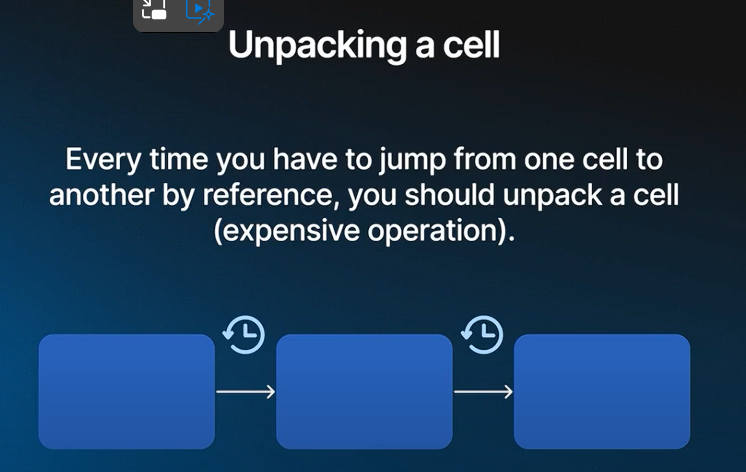 Unpacking a cell
Every time you have to jump from one cell to
another by reference, you should unpack a cell
(expensive operation).